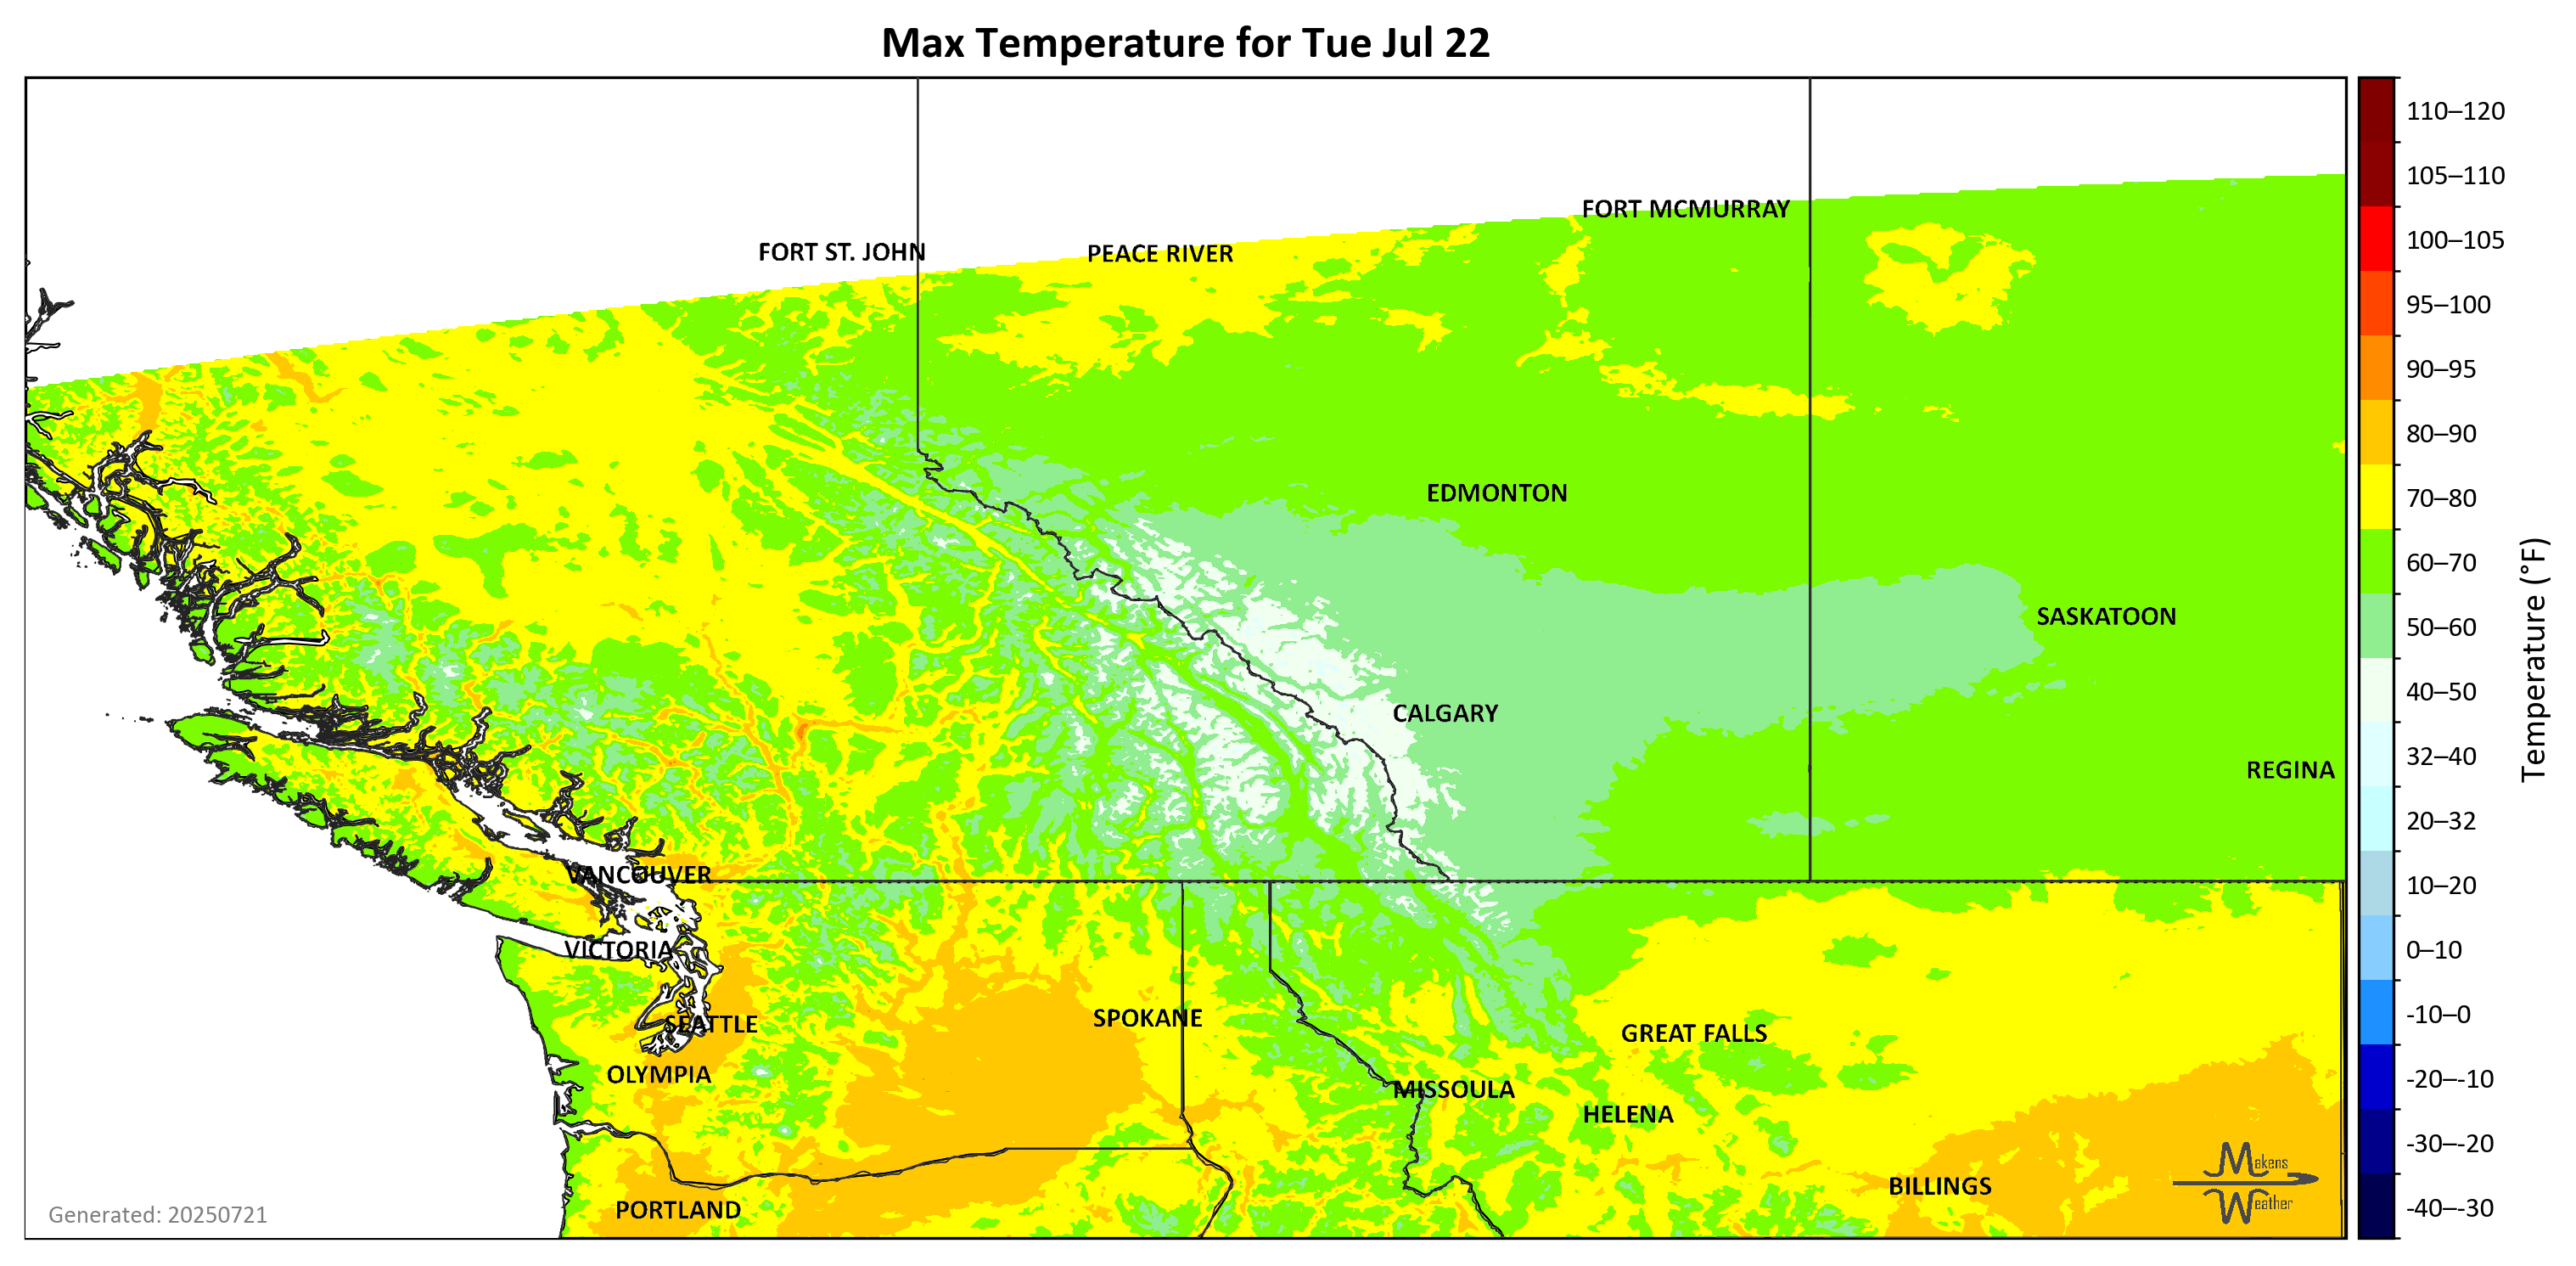 Max Temperature for Tue Jul 22
110–120
105–110
FORT MCMURRAY
100–105
FORT ST. JOHN
PEACE RIVER
95–100
90–95
80–90
EDMONTON
70–80
60–70
SASKATOON
50–60
40–50
CALGARY
32–40
REGINA
20–32
VANCOUVER
10–20
VICTORIA
0–10
SEATTLE
SPOKANE
GREAT FALLS
-10–0
OLYMPIA
MISSOULA
-20–-10
HELENA
-30–-20
BILLINGS
Makens
Weather
PORTLAND
-40–-30
Generated: 20250721
Temperature (°F)